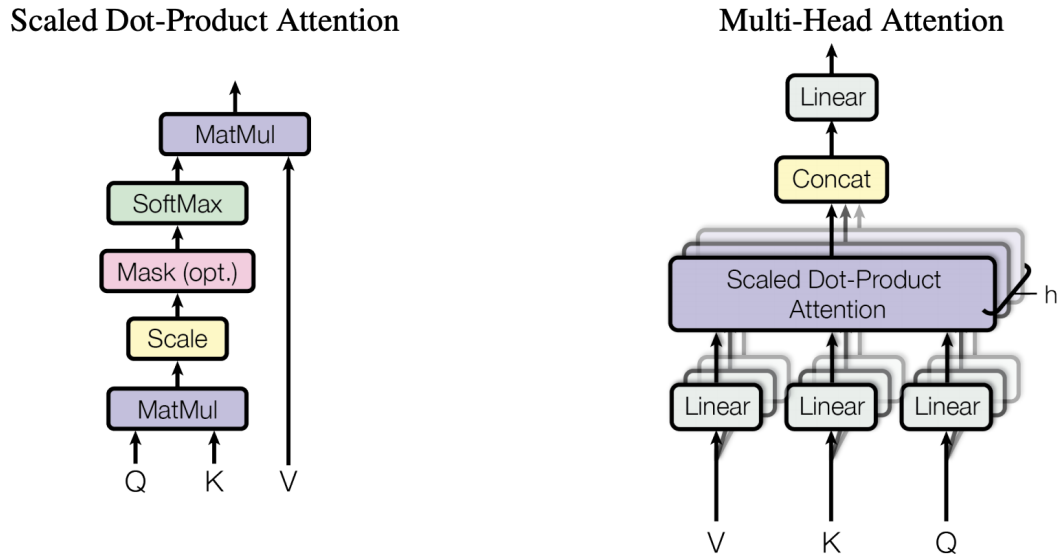 Scaled Dot-Product Attention
MatMul
SoftMax
Mask (opt.)
Scale
MatMul
Q K V
Multi-Head Attention
Linear
Concat
Scaled Dot-Product
Attention
h
Linear Linear Linear
V K Q